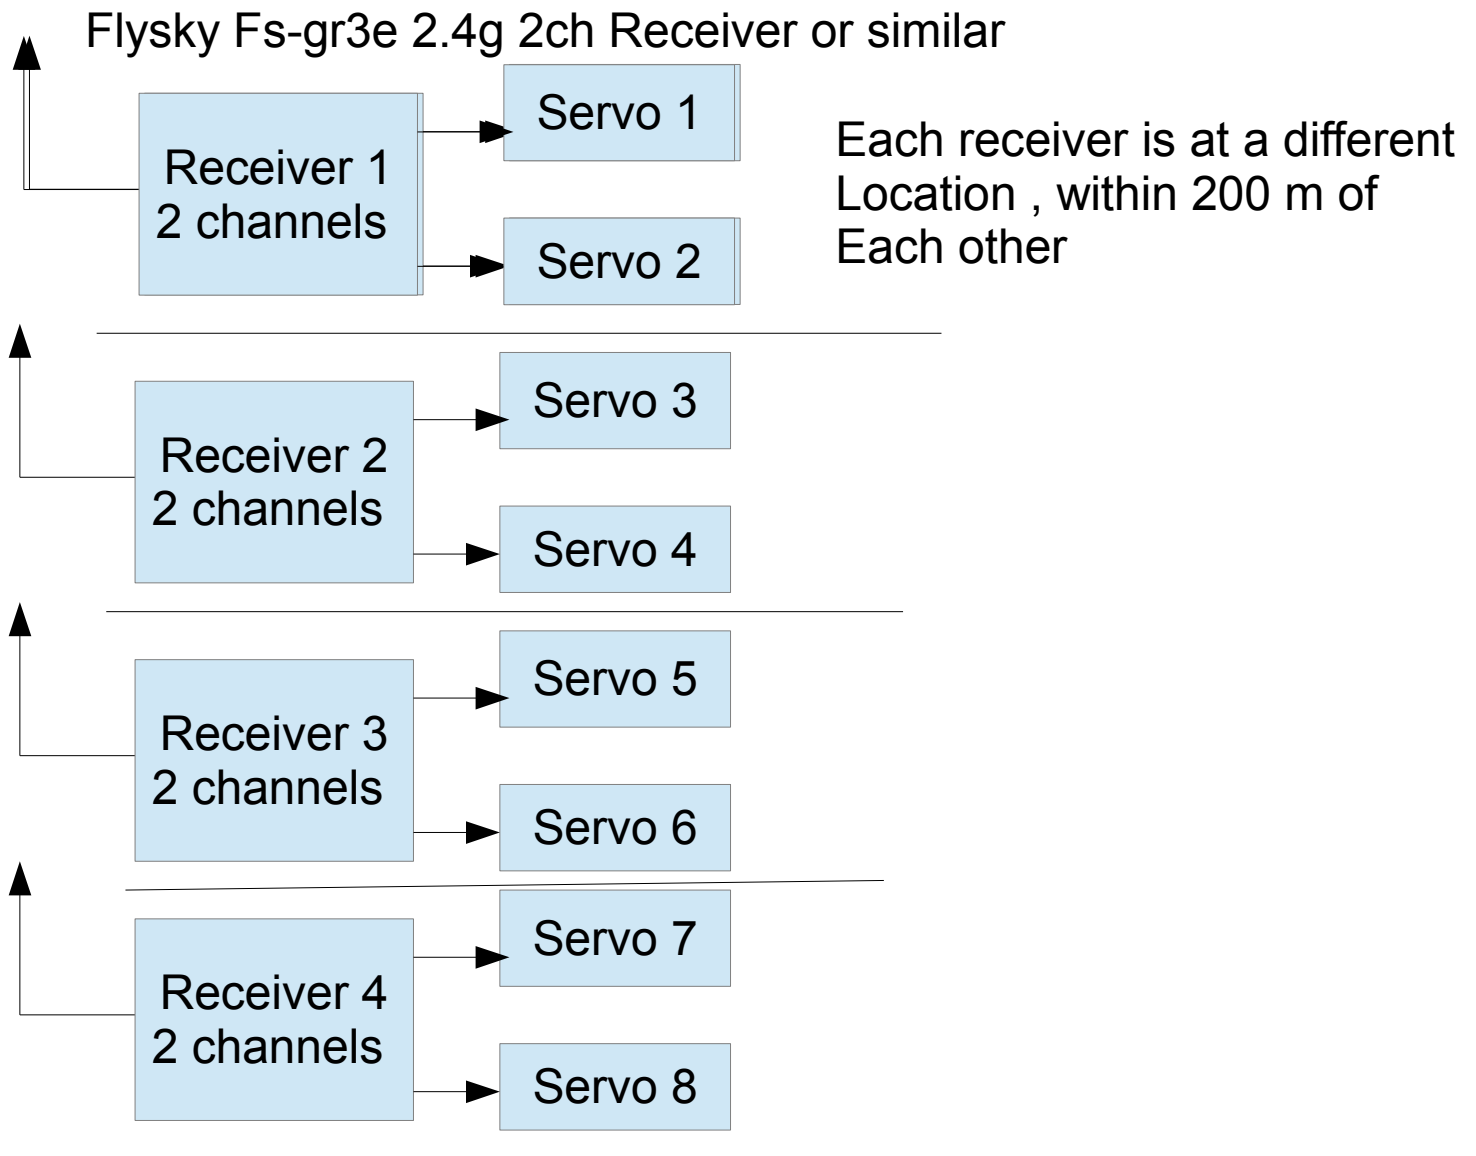 Flysky Fs-gr3e 2.4g 2ch Receiver or similar
Servo 1
Receiver 1
2 channels
Servo 2
Each receiver is at a different
Location , within 200 m of
Each other
Servo 3
Receiver 2
2 channels
Servo 4
Servo 5
Receiver 3
2 channels
Servo 6
Servo 7
Receiver 4
2 channels
Servo 8